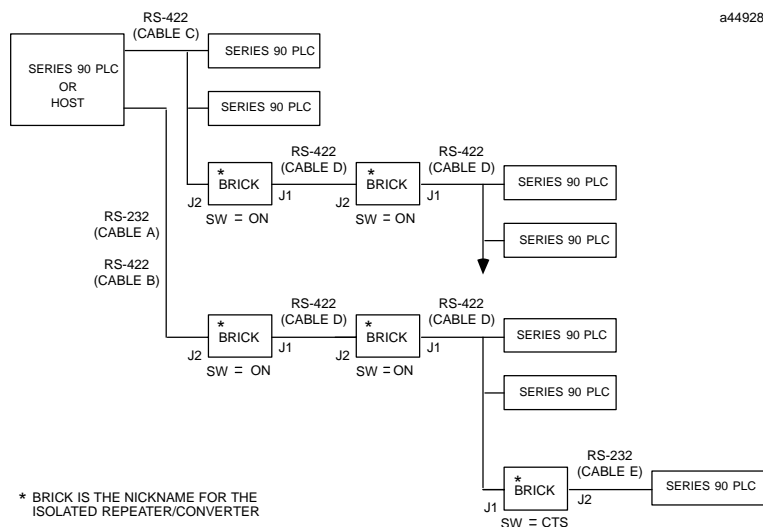 a44928
RS-422
(CABLE C)
SERIES 90 PLC
OR
HOST
SERIES 90 PLC
SERIES 90 PLC
*
BRICK
J2
J1
SW = ON
RS-422
(CABLE D)
*
BRICK
J2
J1
SW = ON
RS-422
(CABLE D)
SERIES 90 PLC
SERIES 90 PLC
RS-232
(CABLE A)
RS-422
(CABLE B)
*
BRICK
J2
J1
SW = ON
RS-422
(CABLE D)
*
BRICK
J2
J1
SW = ON
RS-422
(CABLE D)
SERIES 90 PLC
SERIES 90 PLC
*
BRICK
J1
J2
SW = CTS
RS-232
(CABLE E)
SERIES 90 PLC
* BRICK IS THE NICKNAME FOR THE
ISOLATED REPEATER/CONVERTER